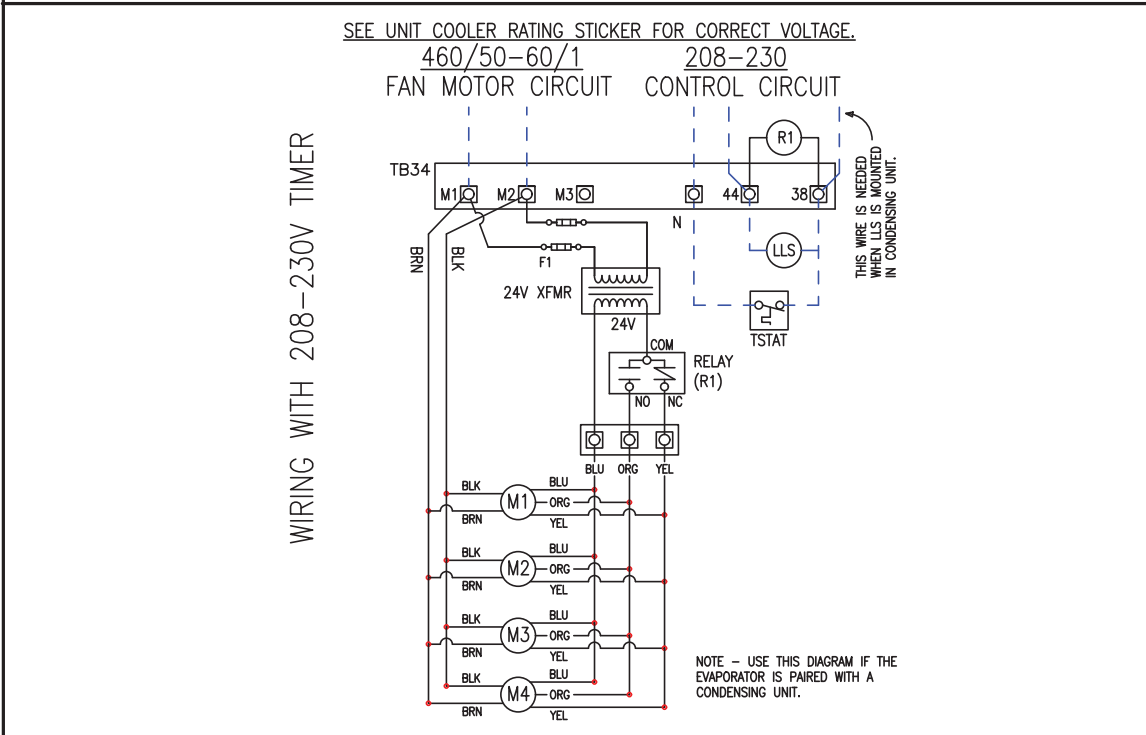 SEE UNIT COOLER RATING STICKER FOR CORRECT VOLTAGE.
460/50-60/1
FAN MOTOR CIRCUIT
208-230
CONTROL CIRCUIT
WIRING WITH 208-230V TIMER
THIS WIRE IS NEEDED
WHEN LLS IS MOUNTED
IN CONDENSING UNIT.
R1
TB34
M1
M2
M3
N
44
38
BRN
BLK
F1
LLS
24V XFMR
24V
TSTAT
COM
RELAY
(R1)
NO
NC
BLU
ORG
YEL
BLK
BRN
M1
BLU
ORG
YEL
BLK
BRN
M2
BLU
ORG
YEL
BLK
BRN
M3
BLU
ORG
YEL
BLK
BRN
M4
BLU
ORG
YEL
NOTE - USE THIS DIAGRAM IF THE
EVAPORATOR IS PAIRED WITH A
CONDENSING UNIT.